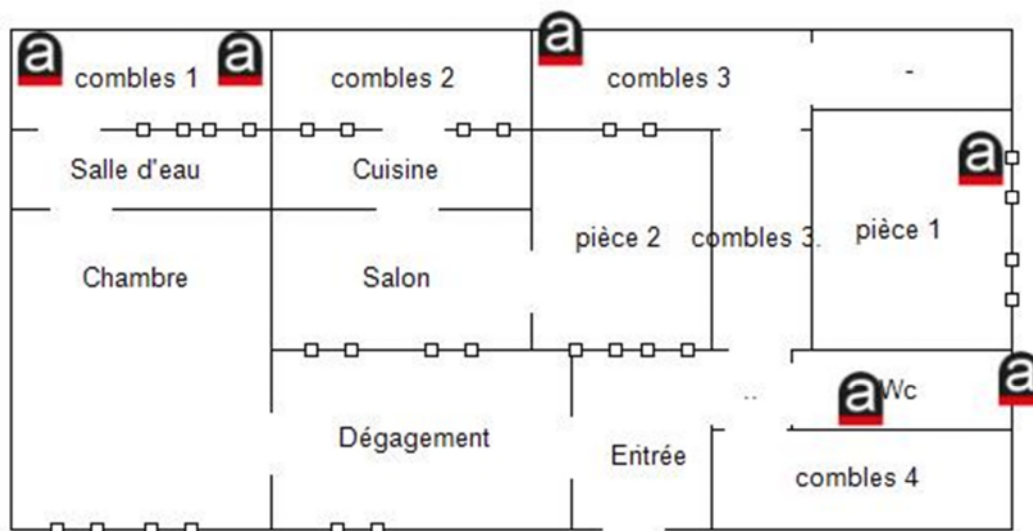 a
a
a
combles 1
combles 2
combles 3
-
a
Salle d'eau
Cuisine
pièce 2
combles 3.
pièce 1
Chambre
Salon
a
a
..
Wc
Dégagement
Entrée
combles 4